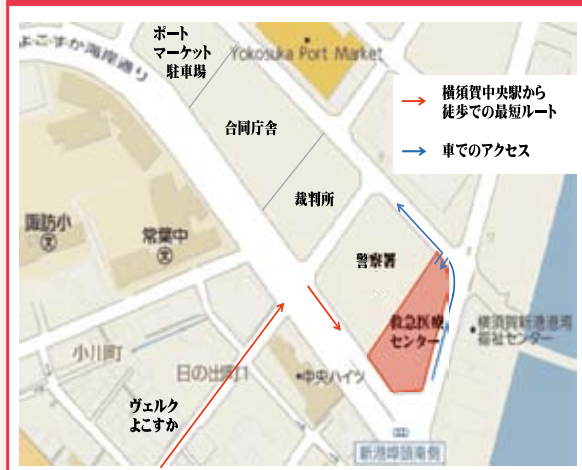 ポート
マーケット
駐車場
よこすか海岸通り
Yokosuka Port Market
横須賀中央駅から
徒歩での最短ルート
車でのアクセス
合同庁舎
裁判所
諏訪小
常葉中
警察署
救急医療
センター
横須賀新港港湾
福祉センター
小川町
日の出町1
中央ハイツ
ヴェルク
よこすか
新港埠頭南側